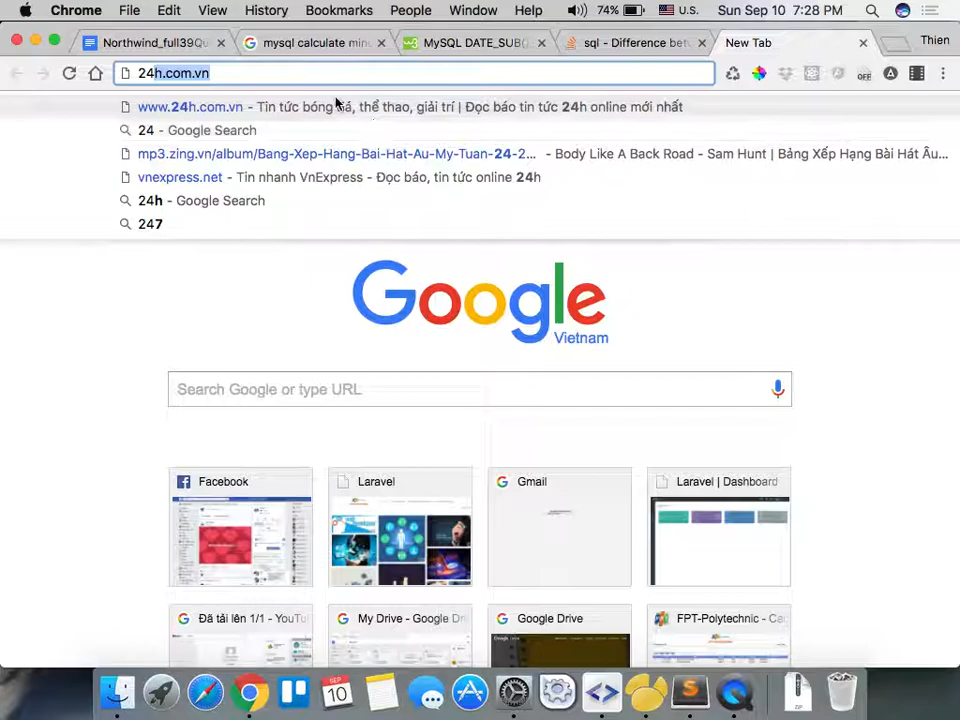 Chrome File Edit View History Bookmarks People Window Help 74% U.S. Sun Sep 10 7:28 PM
Northwind_full39Qu × mysql calculate minu × MySQL DATE_SUB() × sql - Difference betw × New Tab × Thien
24h.com.vn
OFF
www.24h.com.vn - Tin tức bóng đá, thể thao, giải trí | Đọc báo tin tức 24h online mới nhất
24 - Google Search
mp3.zing.vn/album/Bang-Xep-Hang-Bai-Hat-Au-My-Tuan-24-2... - Body Like A Back Road - Sam Hunt | Bảng Xếp Hạng Bài Hát Âu...
vnexpress.net - Tin nhanh VnExpress - Đọc báo, tin tức online 24h
24h - Google Search
247
Google
Vietnam
Search Google or type URL
Facebook Laravel Gmail Laravel | Dashboard
Đã tải lên 1/1 - YouTu My Drive - Google Dr Google Drive FPT-Polytechnic - Ca
SEP
10
ZIP